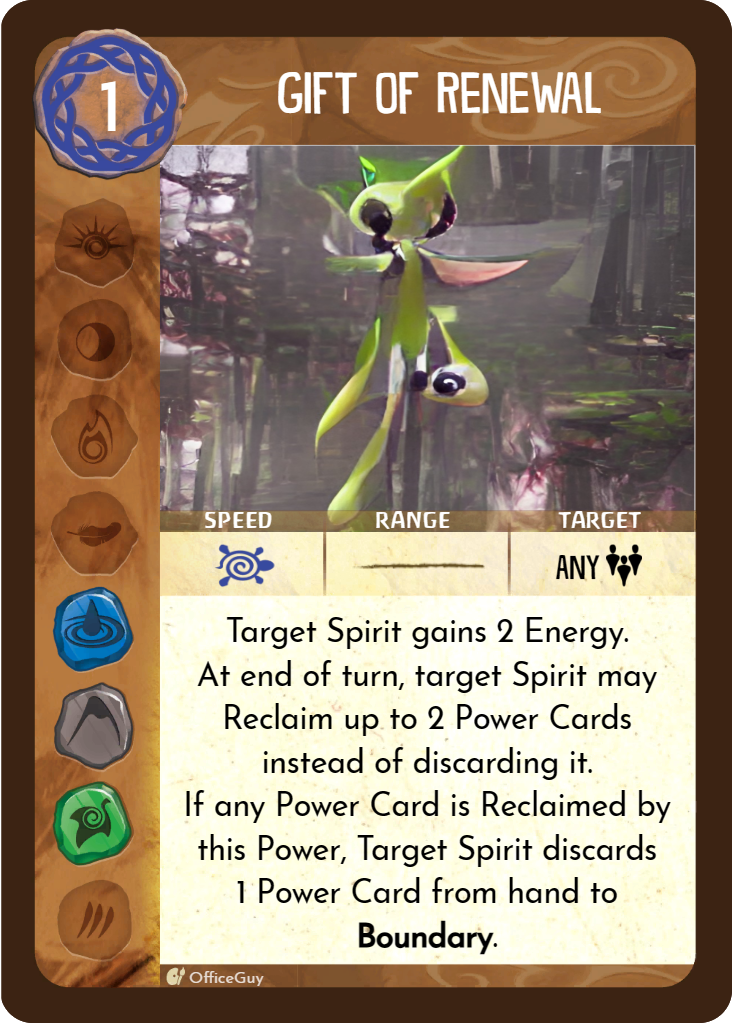 1
GIFT OF RENEWAL
SPEED RANGE TARGET
ANY
Target Spirit gains 2 Energy.
At end of turn, target Spirit may
Reclaim up to 2 Power Cards
instead of discarding it.
If any Power Card is Reclaimed by
this Power, Target Spirit discards
1 Power Card from hand to
Boundary.
OfficeGuy